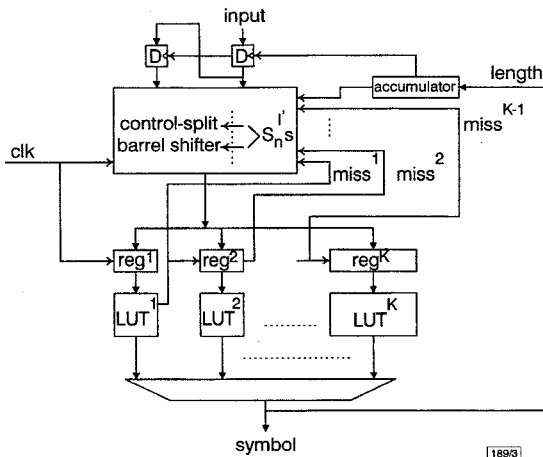 input
D
D
accumulator
length
control-split
barrel shifter
S_n^{l'}s
miss^{K-1}
clk
miss^1
miss^2
reg^1
reg^2
reg^K
LUT^1
LUT^2
LUT^K
symbol
189/3